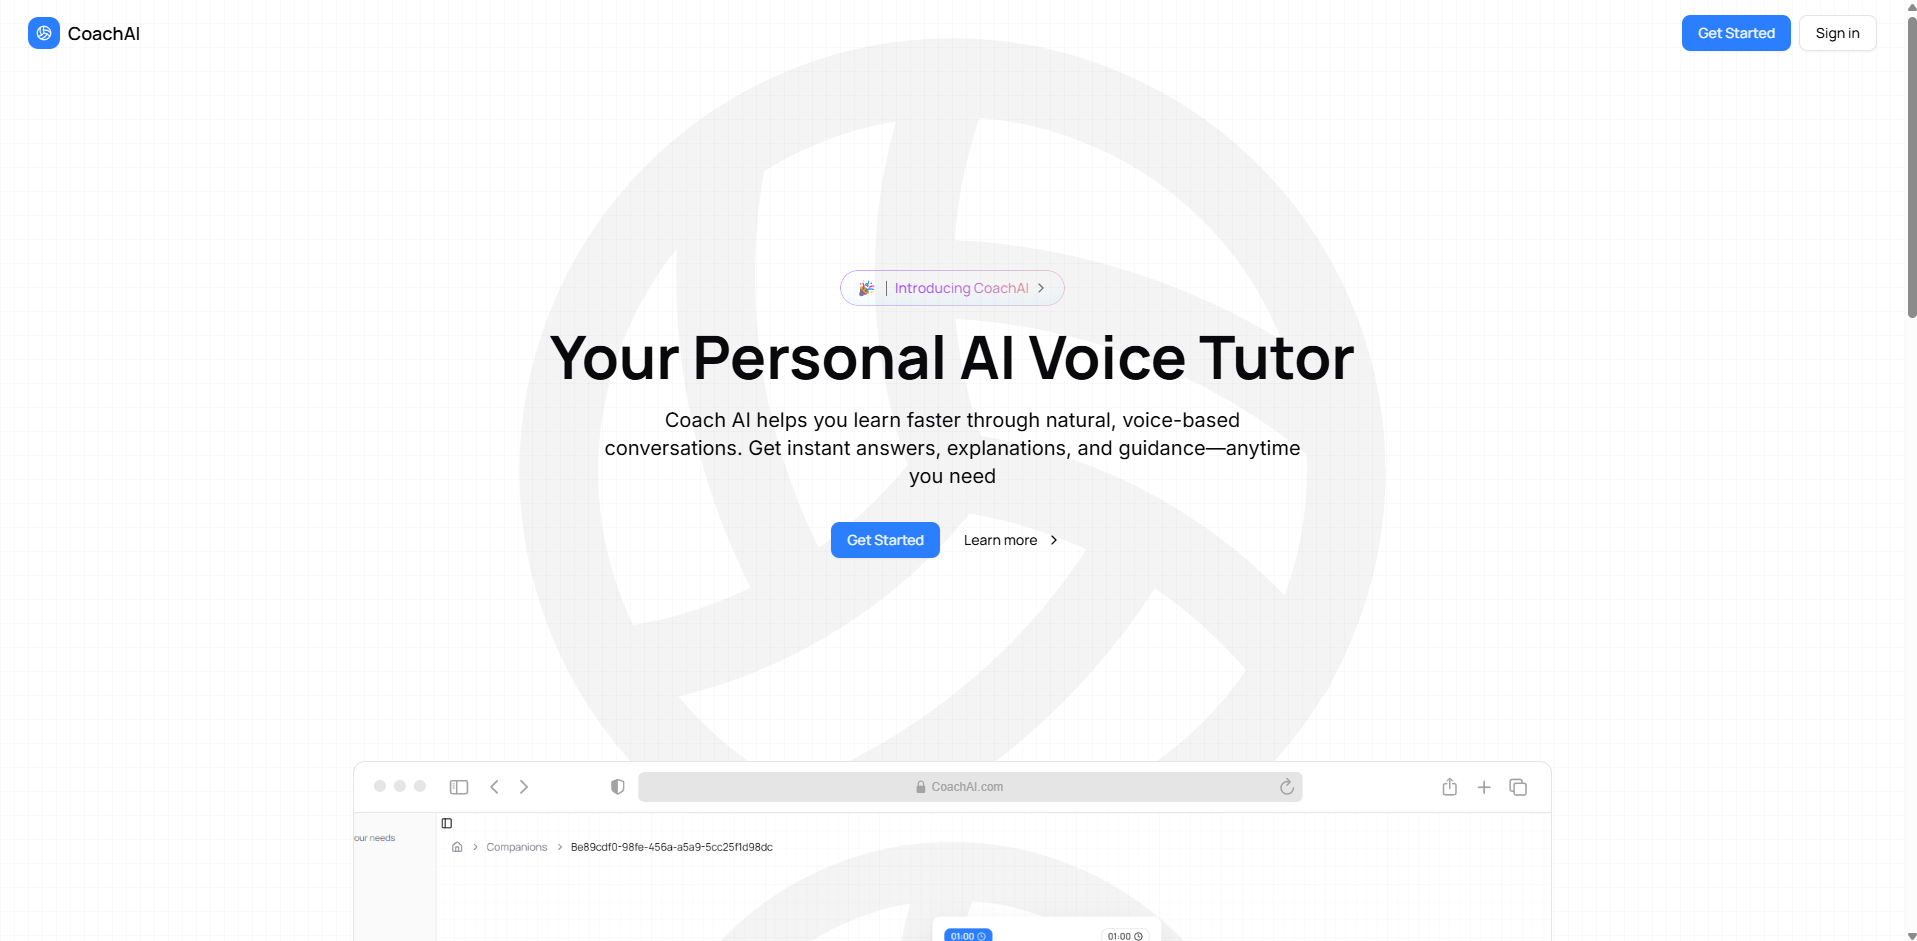 CoachAI
Get Started
Sign in
🎉 | Introducing CoachAI
Your Personal AI Voice Tutor
Coach AI helps you learn faster through natural, voice-based
conversations. Get instant answers, explanations, and guidance—anytime
you need
Get Started
Learn more
CoachAI.com
our needs
Companions
Be89cdf0-98fe-456a-a5a9-5cc25f1d98dc
01:00
01:00